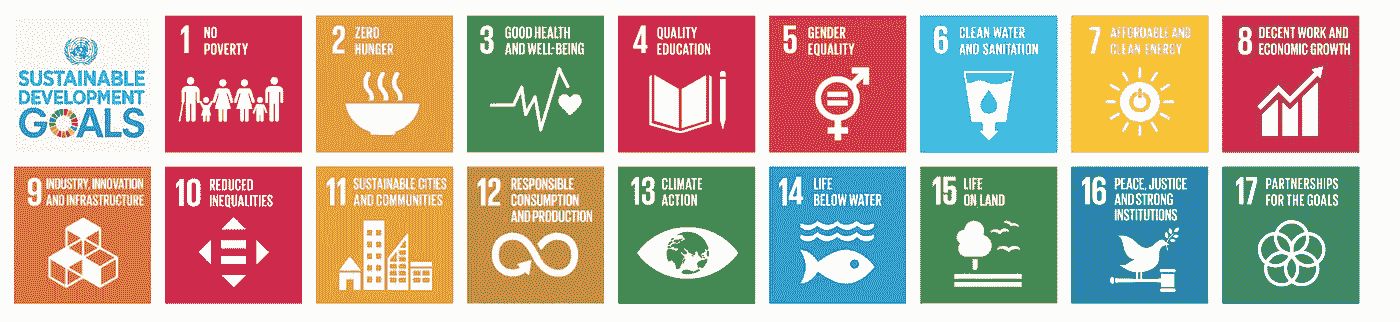 SUSTAINABLE
DEVELOPMENT
GOALS
1 NO
POVERTY
2 ZERO
HUNGER
3 GOOD HEALTH
AND WELL-BEING
4 QUALITY
EDUCATION
5 GENDER
EQUALITY
6 CLEAN WATER
AND SANITATION
7 AFFORDABLE AND
CLEAN ENERGY
8 DECENT WORK AND
ECONOMIC GROWTH
9 INDUSTRY, INNOVATION
AND INFRASTRUCTURE
10 REDUCED
INEQUALITIES
11 SUSTAINABLE CITIES
AND COMMUNITIES
12 RESPONSIBLE
CONSUMPTION
AND PRODUCTION
13 CLIMATE
ACTION
14 LIFE
BELOW WATER
15 LIFE
ON LAND
16 PEACE, JUSTICE
AND STRONG
INSTITUTIONS
17 PARTNERSHIPS
FOR THE GOALS